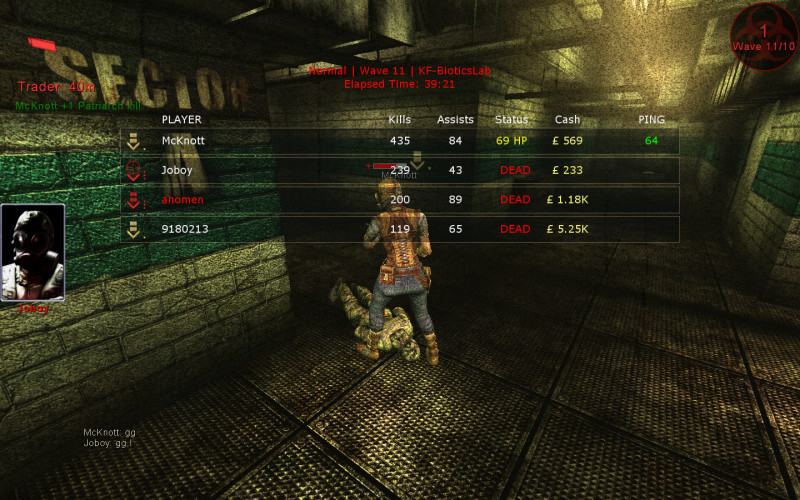 1
Wave 11/10
SECTOR
A
Normal | Wave 11 | KF-BioticsLab
Elapsed Time: 39:21
Trader: 40m
McKnott +1 Patriarch kill
PLAYER Kills Assists Status Cash PING
McKnott 435 84 69 HP £ 569 64
Joboy 239 43 DEAD £ 233
McKnott
anomen 200 89 DEAD £ 1.18K
9180213 119 65 DEAD £ 5.25K
Joboy
McKnott: gg
Joboy: gg,!